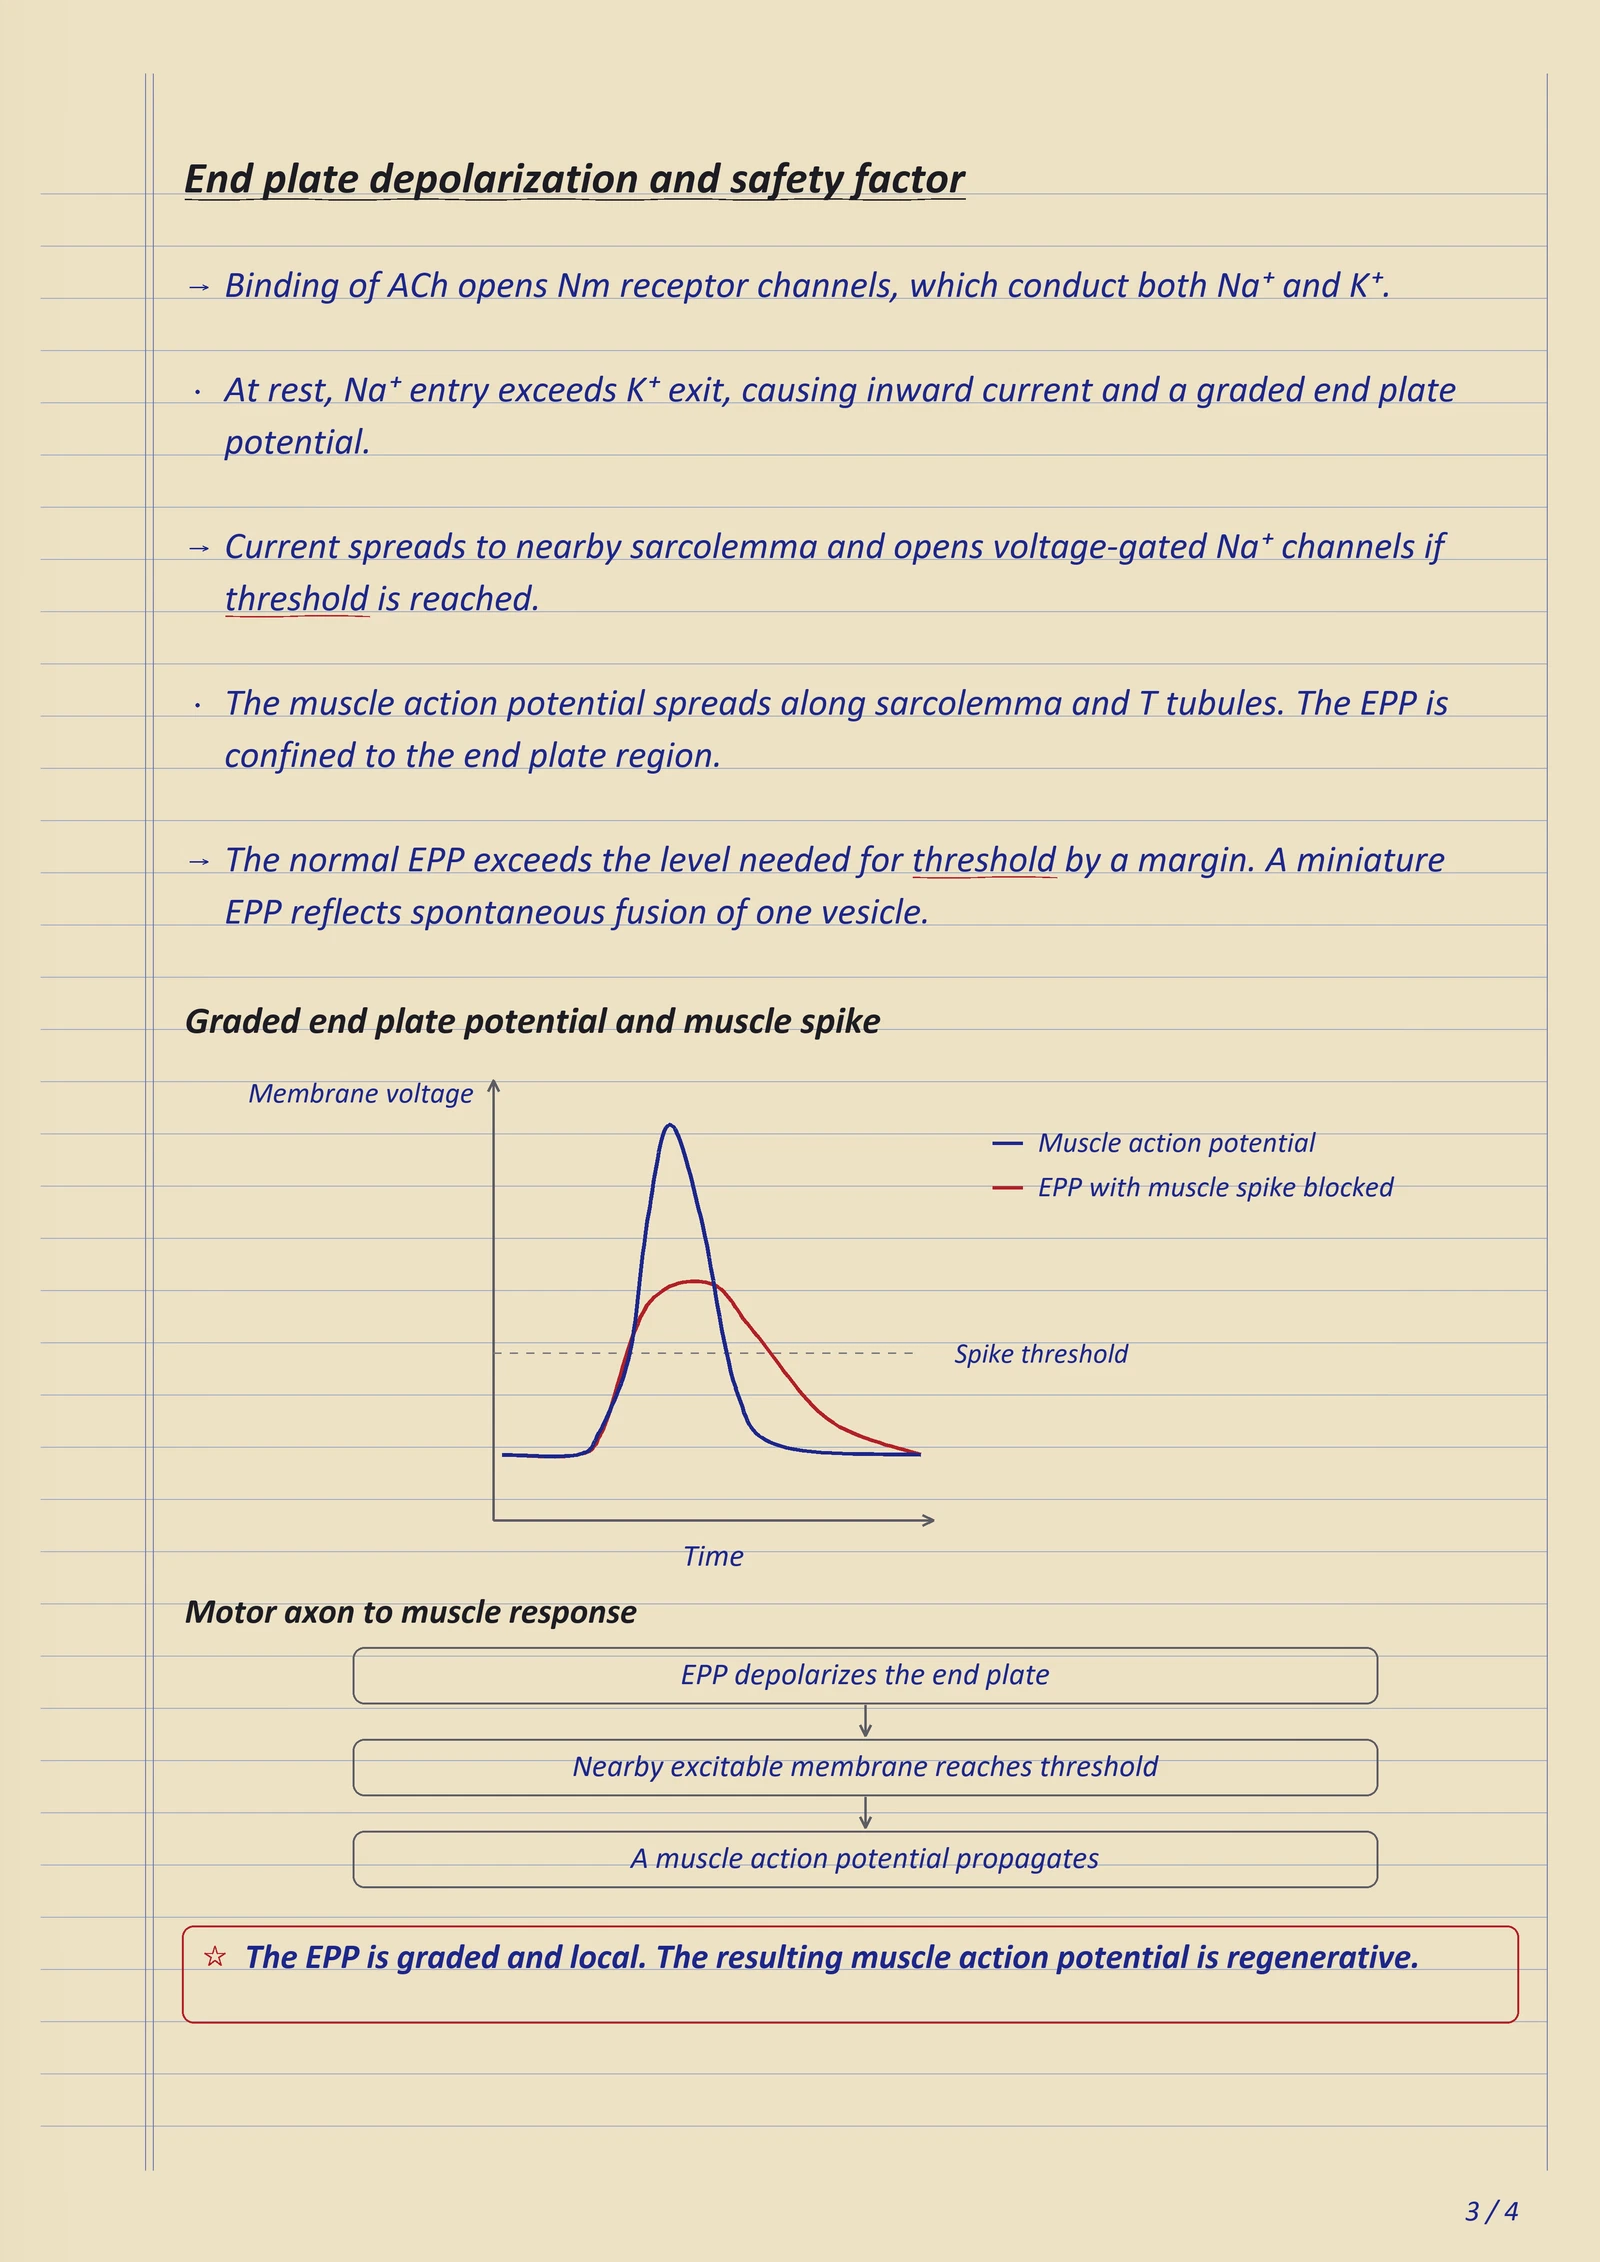 End plate depolarization and safety factor
→ Binding of ACh opens Nm receptor channels, which conduct both Na⁺ and K⁺.
· At rest, Na⁺ entry exceeds K⁺ exit, causing inward current and a graded end plate
potential.
→ Current spreads to nearby sarcolemma and opens voltage-gated Na⁺ channels if
threshold is reached.
· The muscle action potential spreads along sarcolemma and T tubules. The EPP is
confined to the end plate region.
→ The normal EPP exceeds the level needed for threshold by a margin. A miniature
EPP reflects spontaneous fusion of one vesicle.
Graded end plate potential and muscle spike
Membrane voltage
Muscle action potential
EPP with muscle spike blocked
Spike threshold
Time
Motor axon to muscle response
EPP depolarizes the end plate
Nearby excitable membrane reaches threshold
A muscle action potential propagates
☆ The EPP is graded and local. The resulting muscle action potential is regenerative.
3 / 4